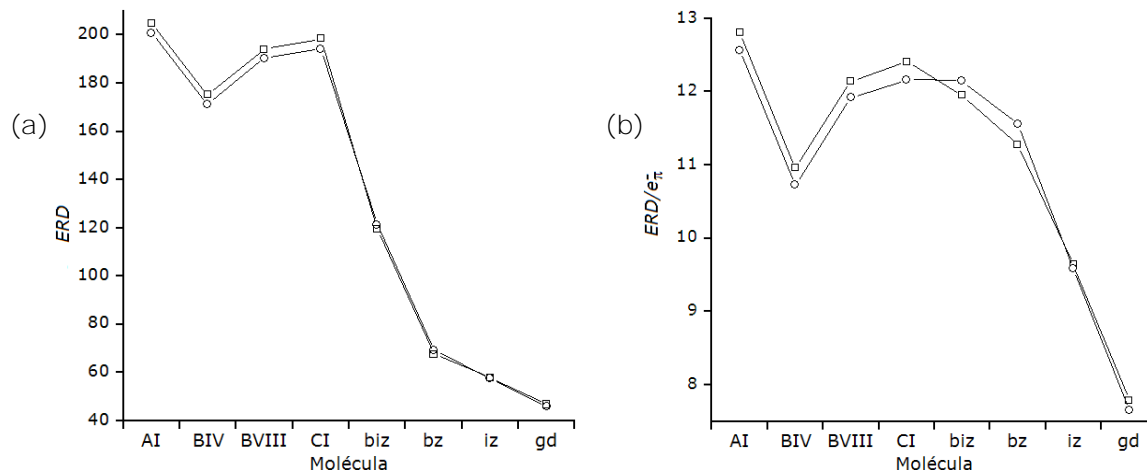 (a)
ERD
200
180
160
140
120
100
80
60
40
AI BIV BVIII CI biz bz iz gd
Molécula
(b)
ERD/e⁻π
13
12
11
10
9
8
AI BIV BVIII CI biz bz iz gd
Molécula